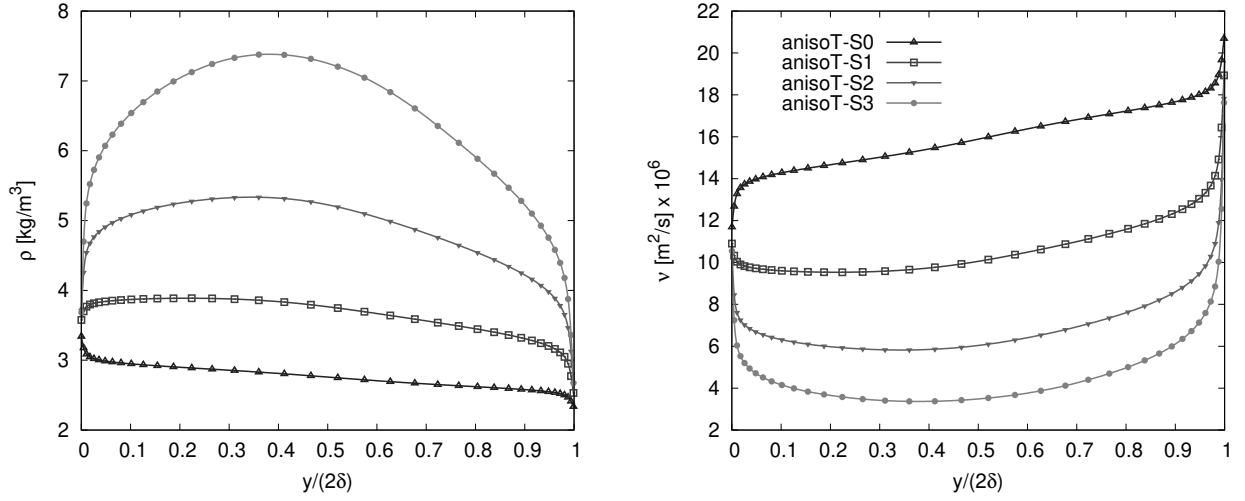 8
7
6
5
4
3
2
ρ [kg/m³]
0 0.1 0.2 0.3 0.4 0.5 0.6 0.7 0.8 0.9 1
y/(2δ)
22
20
18
16
14
12
10
8
6
4
2
ν [m²/s] x 10⁶
anisoT-S0
anisoT-S1
anisoT-S2
anisoT-S3
0 0.1 0.2 0.3 0.4 0.5 0.6 0.7 0.8 0.9 1
y/(2δ)